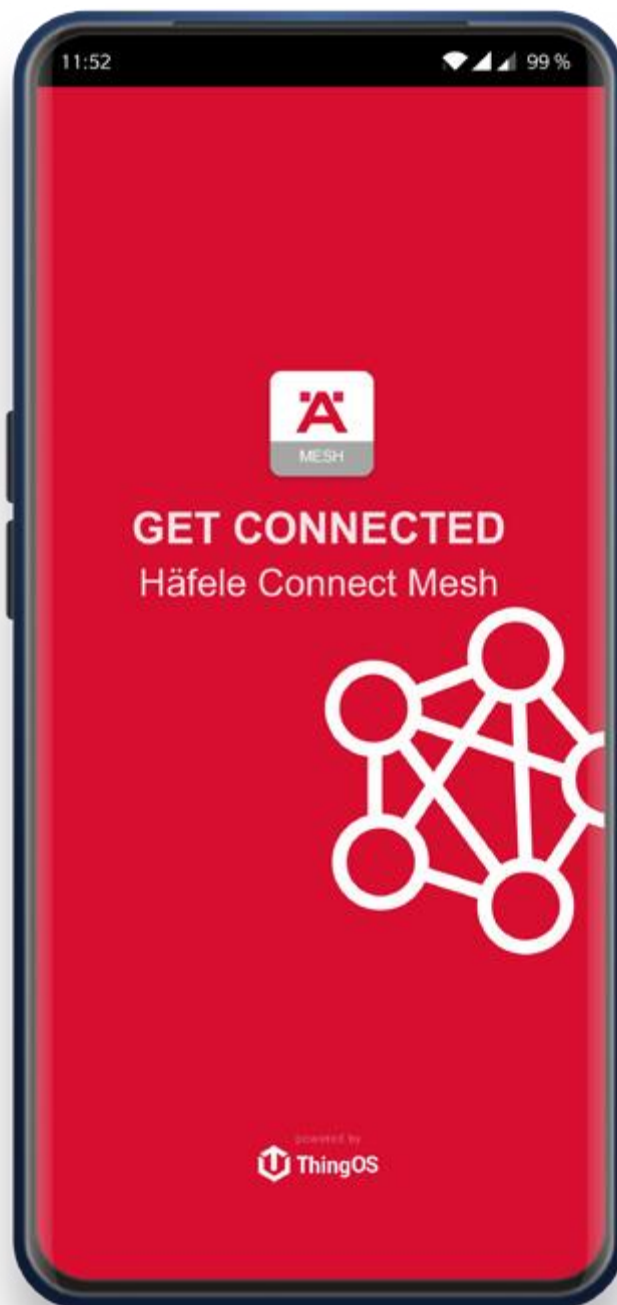 11:52 99 %
Ä
MESH
GET CONNECTED
Häfele Connect Mesh
powered by
ThingOS